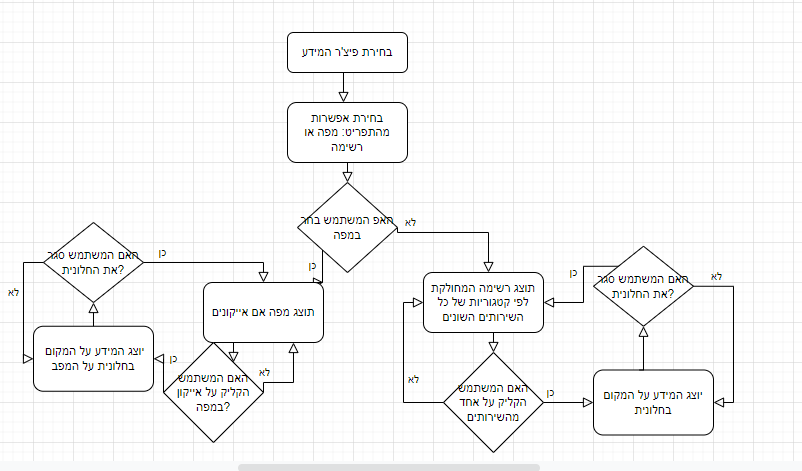 בחירת פיצ'ר המידע
בחירת אפשרות
מהתפריט: מפה או
רשימה
האפ המשתמש בחר
במפה
לא
כן
האם המשתמש סגר
את החלונית?
כן
לא
תוצג מפה אם אייקונים
יוצג המידע על המקום
בחלונית על המפב
כן
האם המשתמש
הקליק על אייקון
במפה?
לא
תוצג רשימה המחולקת
לפי קטגוריות של כל
השירותים השונים
כן
האם המשתמש סגר
את החלונית?
לא
לא
האם המשתמש
הקליק על אחד
מהשירותים
כן
יוצג המידע על המקום
בחלונית